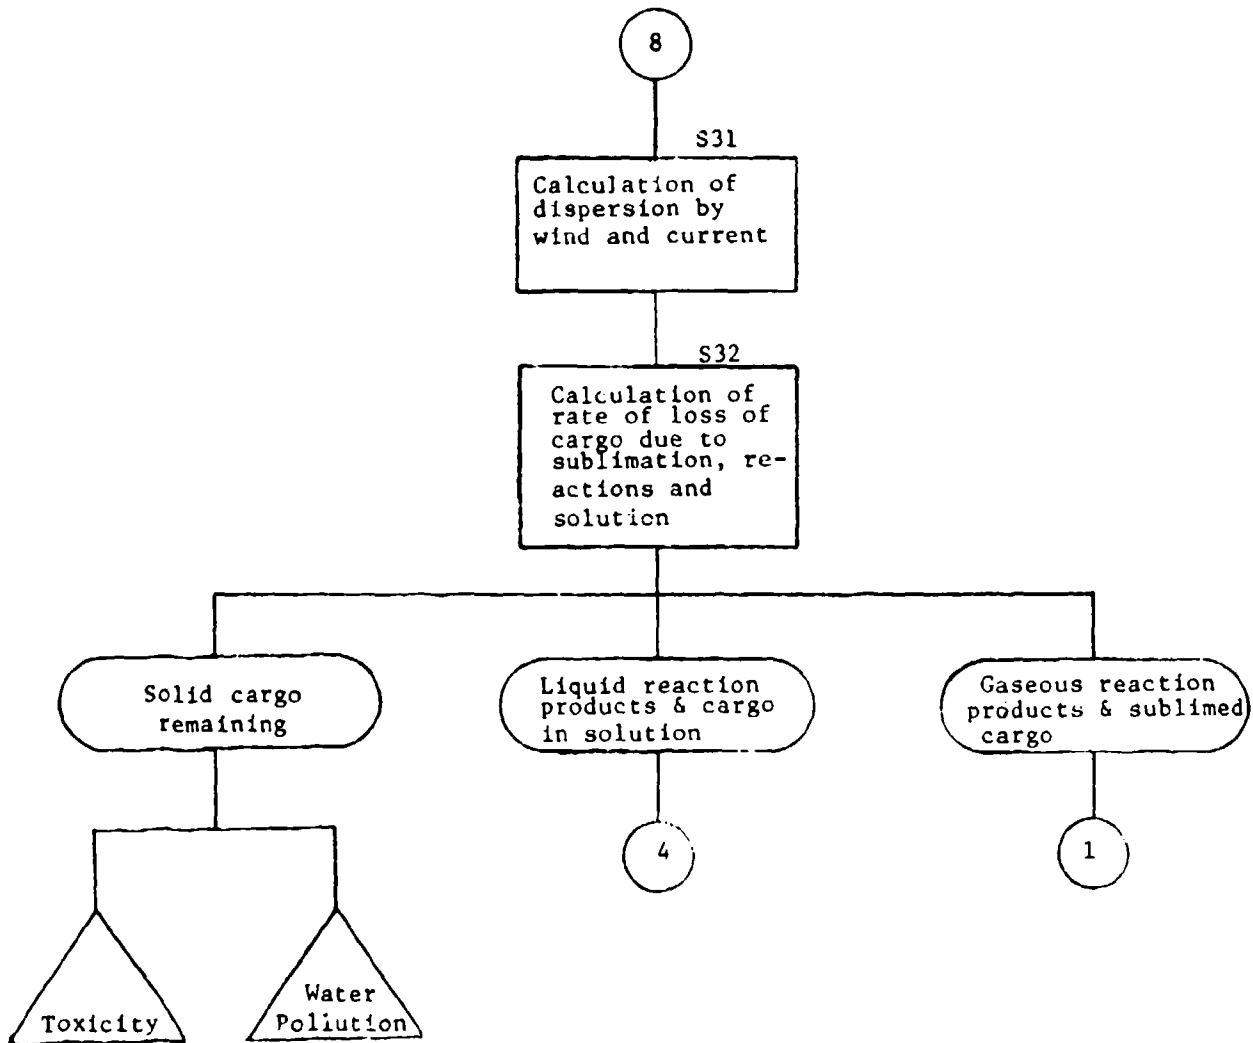 8
S31
Calculation of
dispersion by
wind and current
S32
Calculation of
rate of loss of
cargo due to
sublimation, re-
actions and
solution
Solid cargo
remaining
Liquid reaction
products & cargo
in solution
Gaseous reaction
products & sublimed
cargo
4
1
Toxicity
Water
Pollution